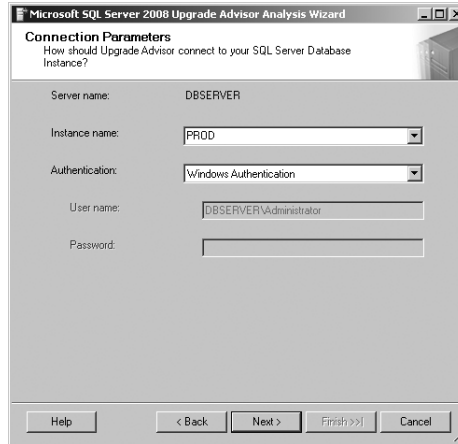 Microsoft SQL Server 2008 Upgrade Advisor Analysis Wizard
Connection Parameters
How should Upgrade Advisor connect to your SQL Server Database
Instance?
Server name: DBSERVER
Instance name: PROD
Authentication: Windows Authentication
User name: DBSERVER\Administrator
Password:
Help < Back Next > Finish >>| Cancel